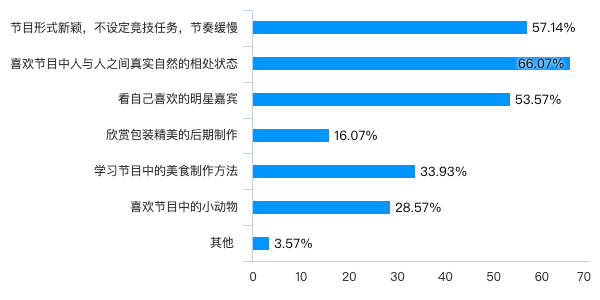 节目形式新颖，不设定竞技任务，节奏缓慢 57.14%
喜欢节目中人与人之间真实自然的相处状态 66.07%
看自己喜欢的明星嘉宾 53.57%
欣赏包装精美的后期制作 16.07%
学习节目中的美食制作方法 33.93%
喜欢节目中的小动物 28.57%
其他 3.57%
0 10 20 30 40 50 60 70